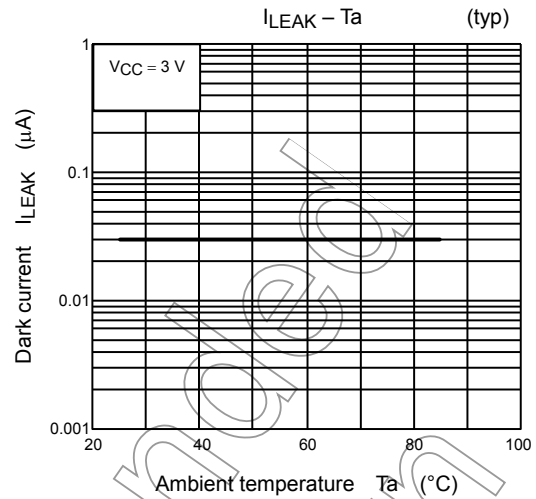 ILEAK – Ta (typ)
VCC = 3 V
Dark current ILEAK (μA)
1
0.1
0.01
0.001
20 40 60 80 100
Ambient temperature Ta (°C)